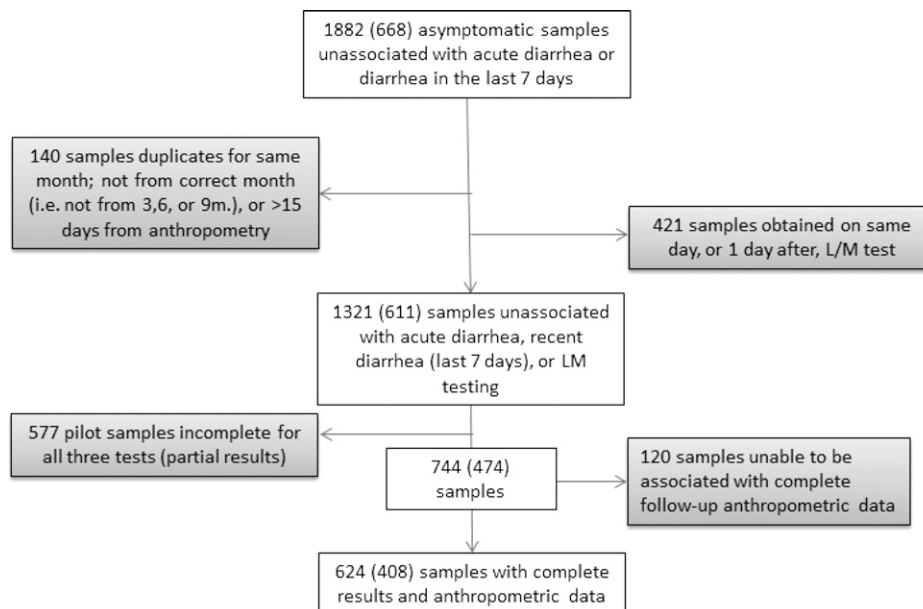 1882 (668) asymptomatic samples
unassociated with acute diarrhea or
diarrhea in the last 7 days
140 samples duplicates for same
month; not from correct month
(i.e. not from 3,6, or 9m.), or >15
days from anthropometry
421 samples obtained on same
day, or 1 day after, L/M test
1321 (611) samples unassociated
with acute diarrhea, recent
diarrhea (last 7 days), or LM
testing
577 pilot samples incomplete for
all three tests (partial results)
744 (474)
samples
120 samples unable to be
associated with complete
follow-up anthropometric data
624 (408) samples with complete
results and anthropometric data